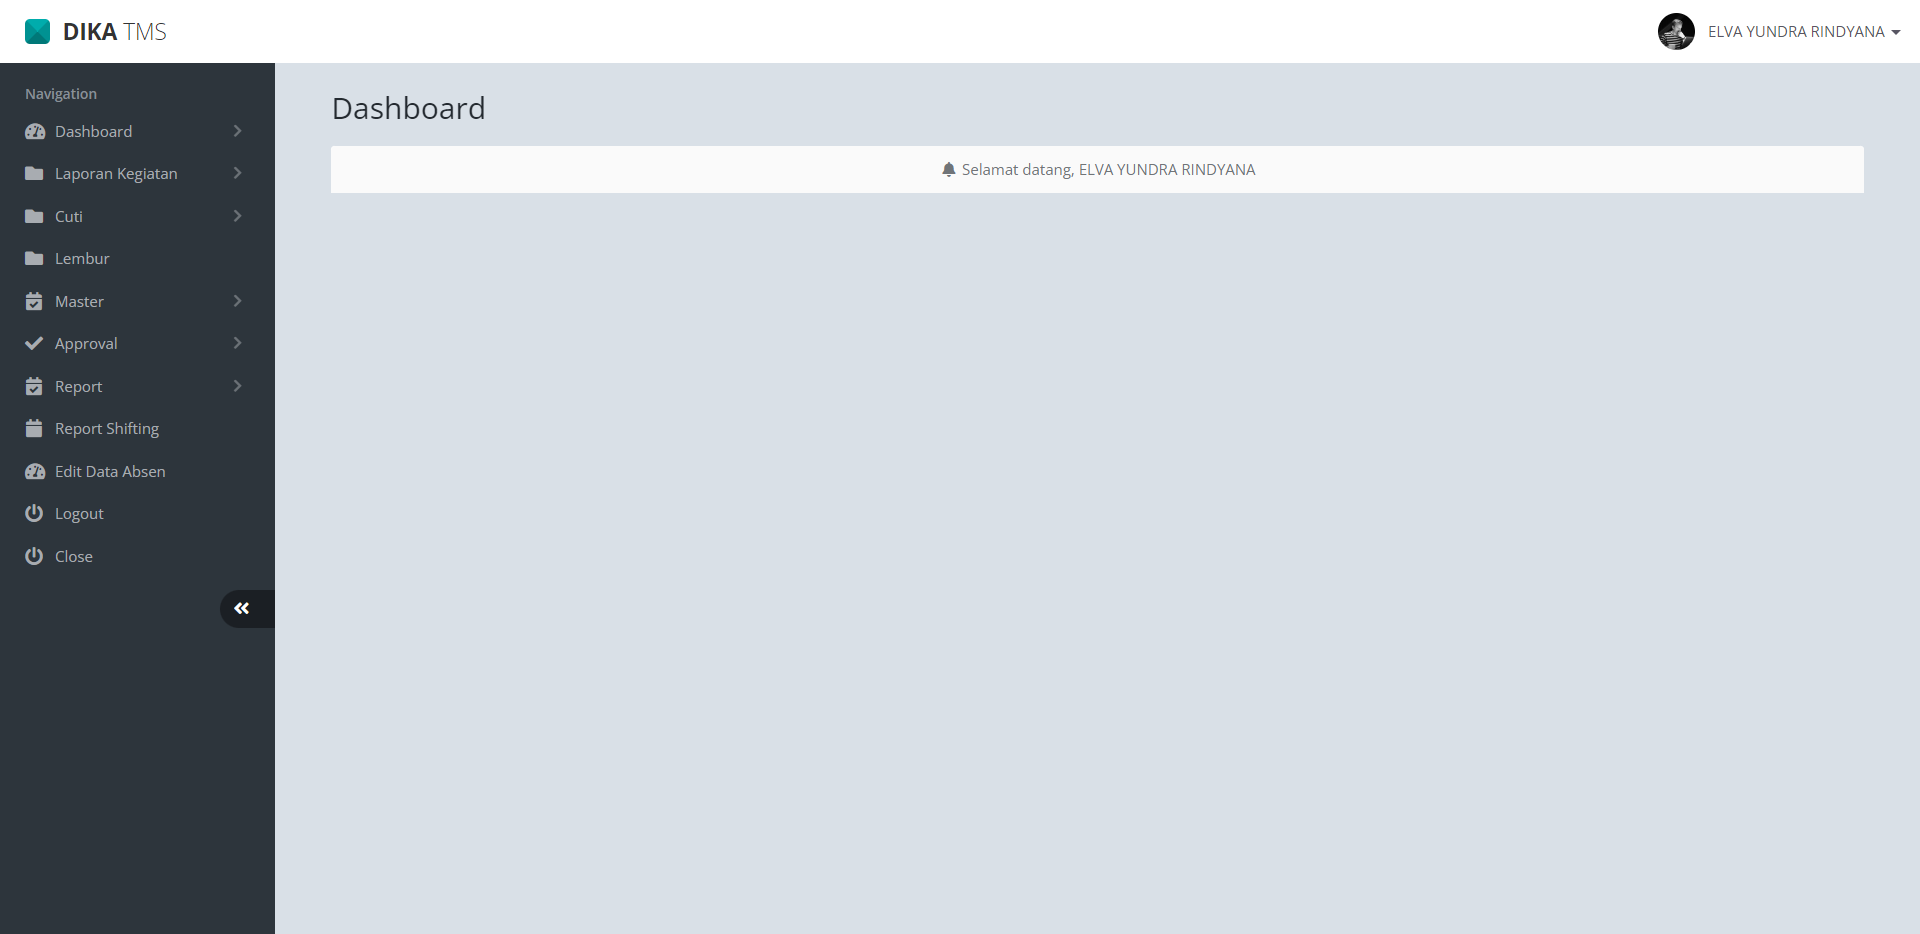 DIKA TMS
ELVA YUNDRA RINDYANA
Navigation
Dashboard
Laporan Kegiatan
Cuti
Lembur
Master
Approval
Report
Report Shifting
Edit Data Absen
Logout
Close
Dashboard
Selamat datang, ELVA YUNDRA RINDYANA